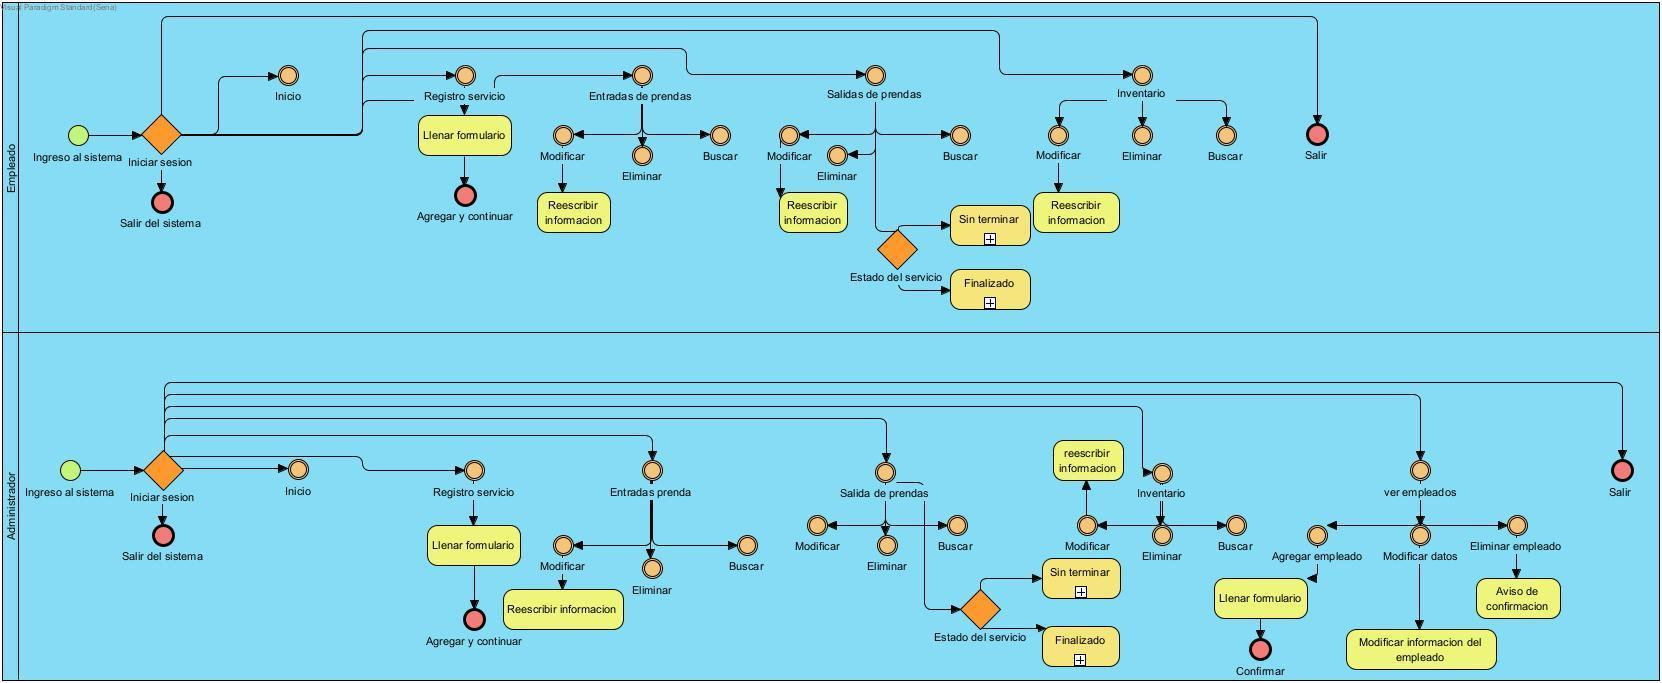 Visual Paradigm Standard(Sena)
Empleado
Ingreso al sistema
Iniciar sesion
Salir del sistema
Inicio
Registro servicio
Llenar formulario
Agregar y continuar
Entradas de prendas
Modificar
Eliminar
Buscar
Reescribir
informacion
Salidas de prendas
Modificar
Eliminar
Buscar
Reescribir
informacion
Estado del servicio
Sin terminar
Finalizado
Inventario
Modificar
Eliminar
Buscar
Reescribir
informacion
Salir
Administrador
Ingreso al sistema
Iniciar sesion
Salir del sistema
Inicio
Registro servicio
Llenar formulario
Agregar y continuar
Entradas prenda
Modificar
Eliminar
Buscar
Reescribir informacion
Salida de prendas
Modificar
Eliminar
Buscar
Estado del servicio
Sin terminar
Finalizado
reescribir
informacion
Inventario
Modificar
Eliminar
Buscar
ver empleados
Agregar empleado
Modificar datos
Eliminar empleado
Llenar formulario
Confirmar
Modificar informacion del
empleado
Aviso de
confirmacion
Salir